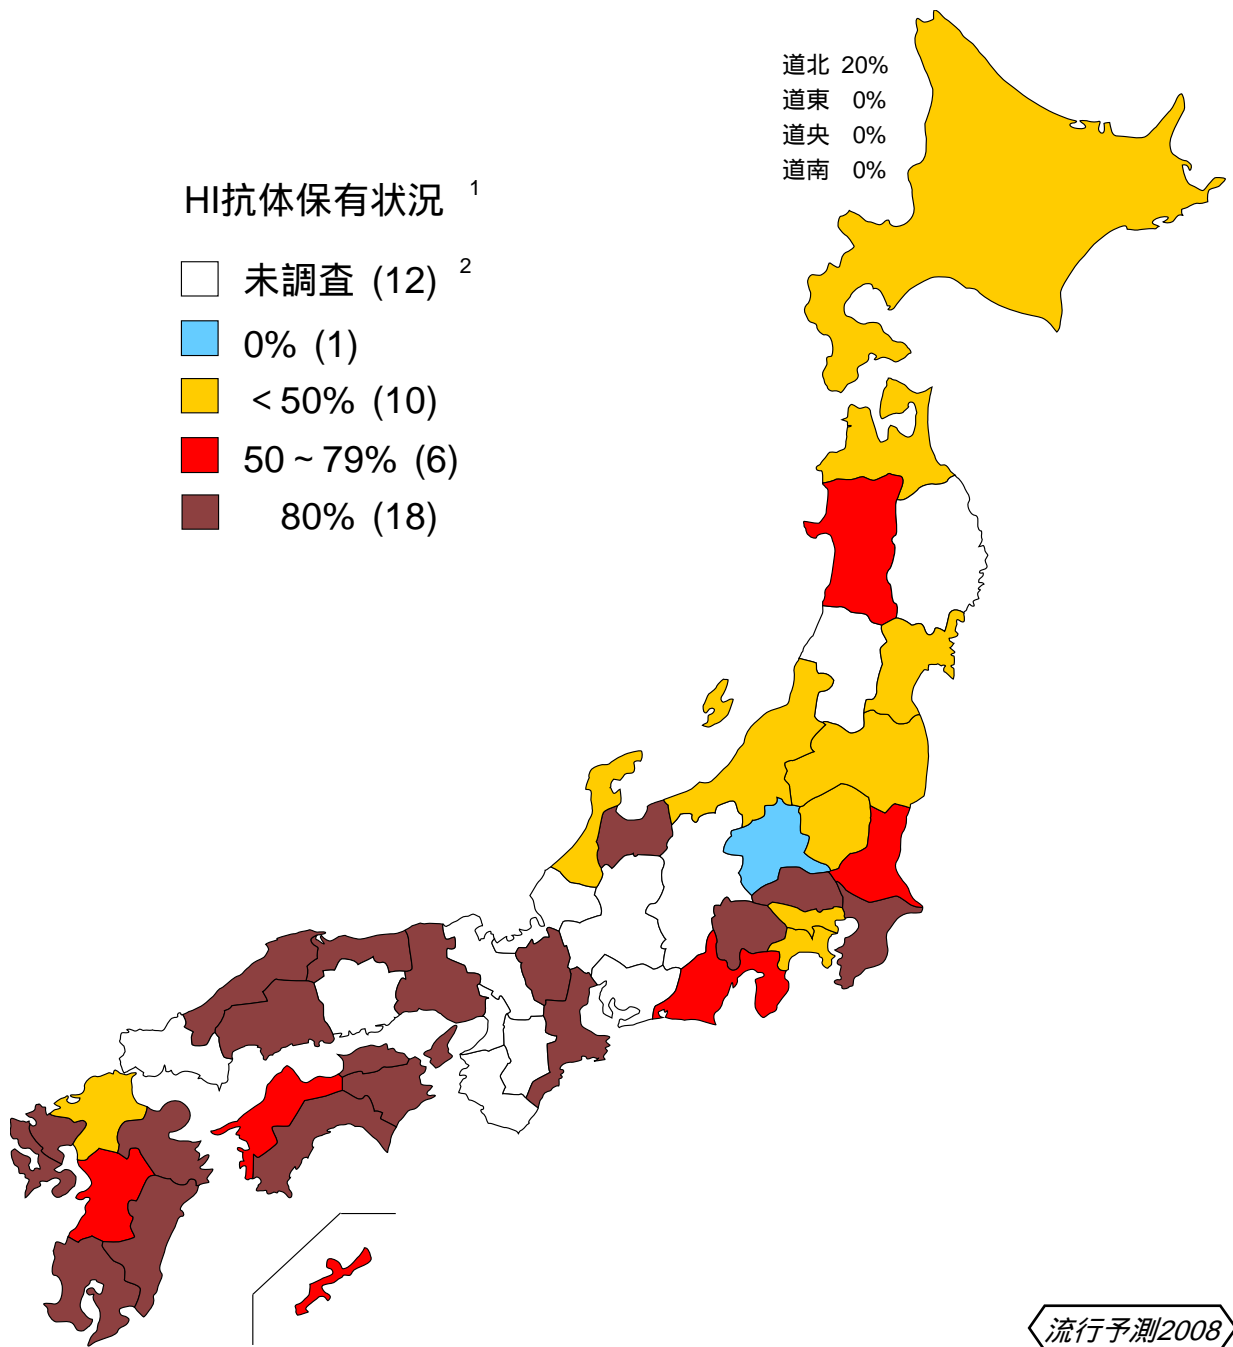 道北 20%
道東 0%
道央 0%
道南 0%
HI抗体保有状況 1
未調査 (12) 2
0% (1)
＜50% (10)
50～79% (6)
80% (18)
流行予測2008